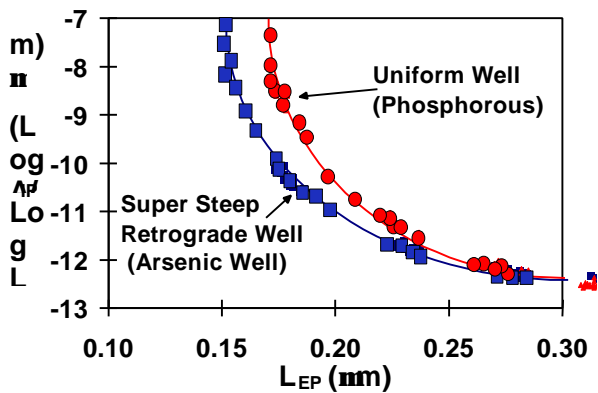 -7
-8
-9
-10
-11
-12
-13
Uniform Well
(Phosphorous)
Super Steep
Retrograde Well
(Arsenic Well)
0.10
0.15
0.20
0.25
0.30
LEP (mm)